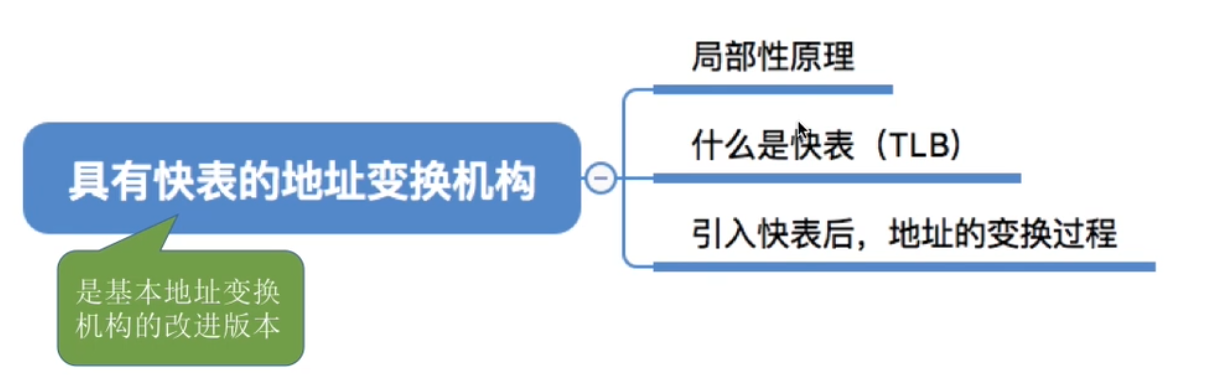 局部性原理
什么是快表（TLB）
具有快表的地址变换机构
引入快表后，地址的变换过程
是基本地址变换
机构的改进版本